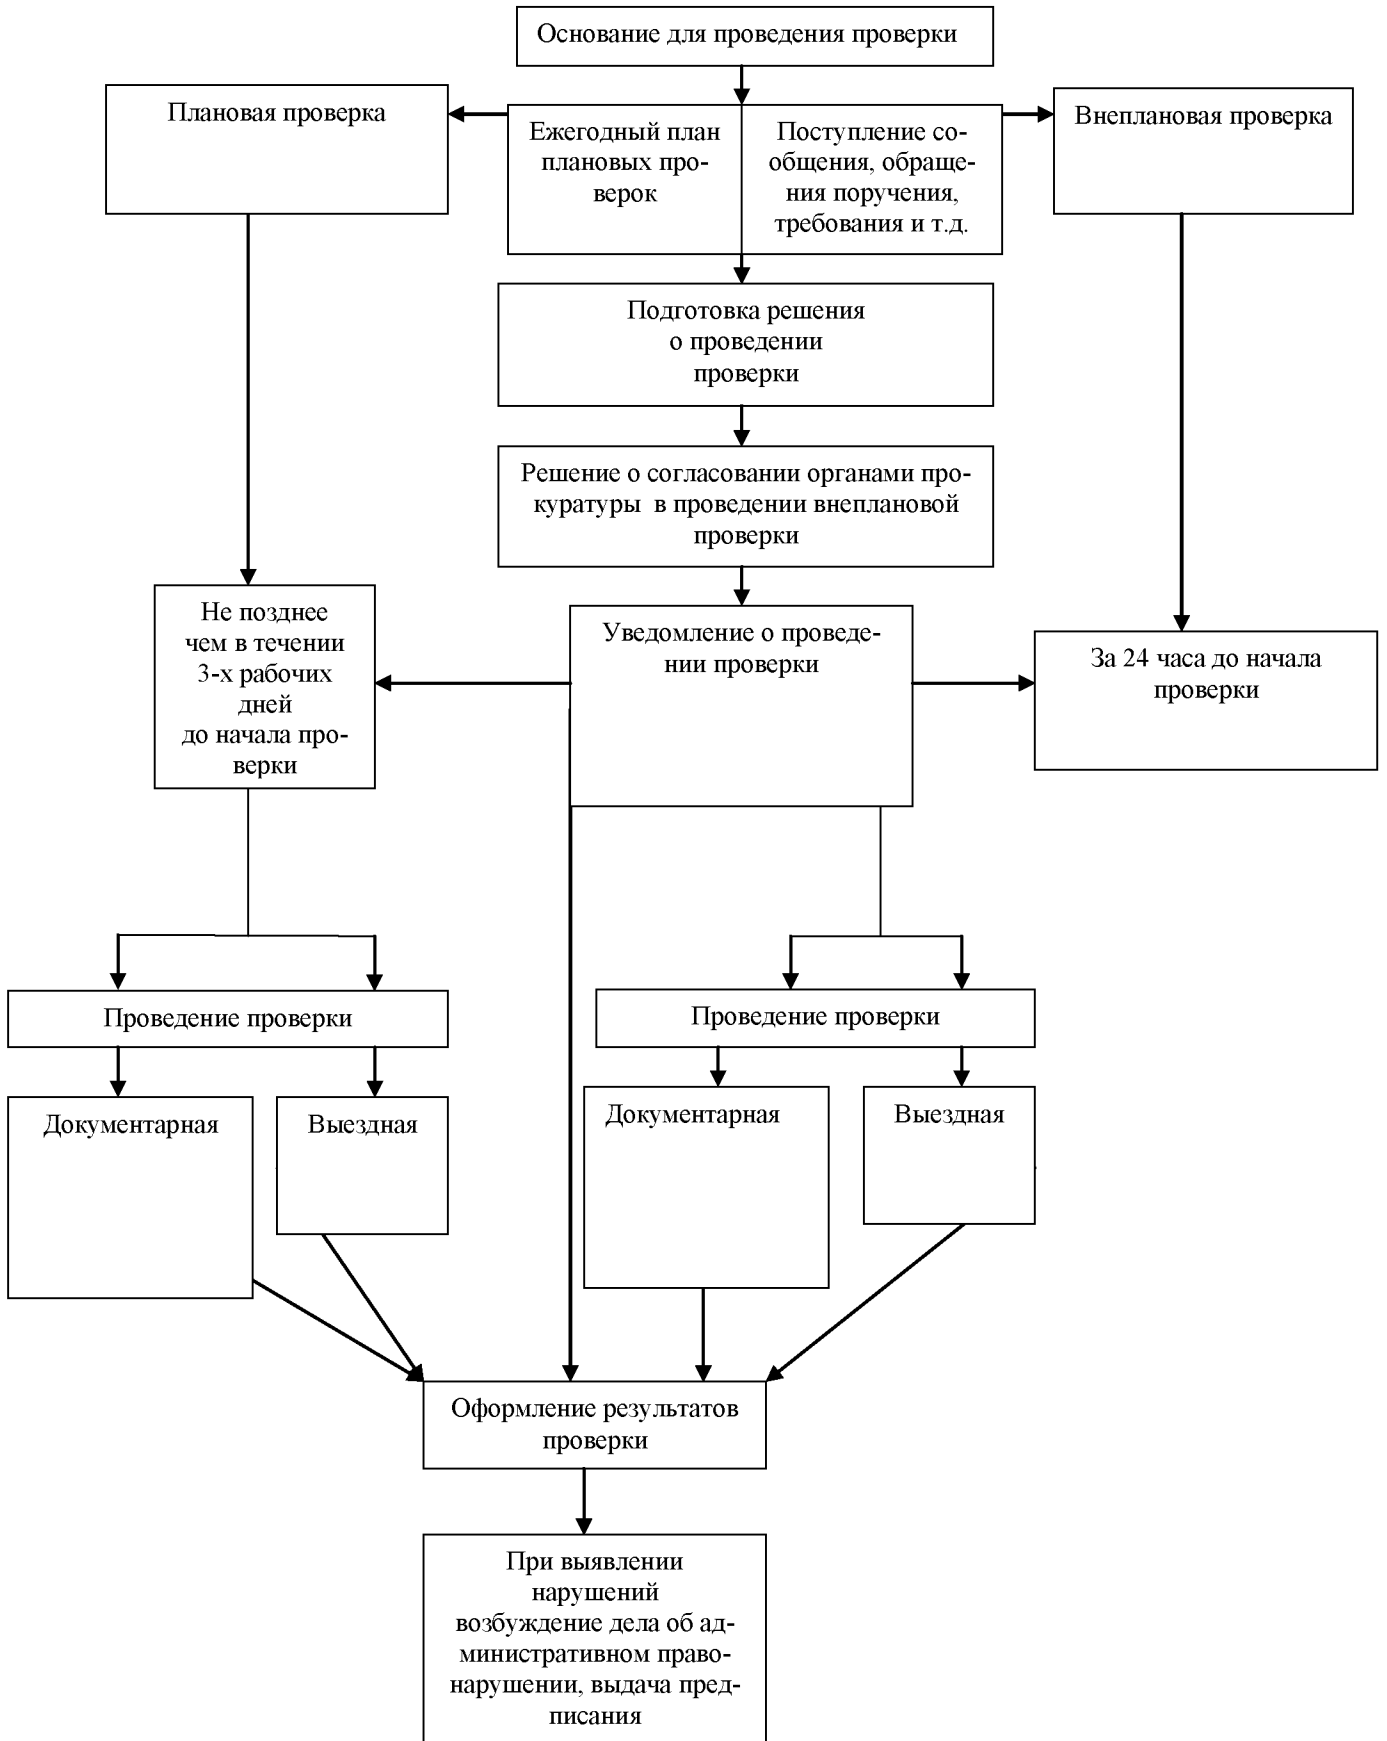 Основание для проведения проверки
Плановая проверка
Ежегодный план
плановых про-
верок
Поступление со-
общения, обраще-
ния поручения,
требования и т.д.
Внеплановая проверка
Подготовка решения
о проведении
проверки
Решение о согласовании органами про-
куратуры  в проведении внеплановой
проверки
Не позднее
чем в течении
3-х рабочих
дней
до начала про-
верки
Уведомление о проведе-
нии проверки
За 24 часа до начала
проверки
Проведение проверки
Проведение проверки
Документарная
Выездная
Документарная
Выездная
Оформление результатов
проверки
При выявлении
нарушений
возбуждение дела об ад-
министративном право-
нарушении, выдача пред-
писания